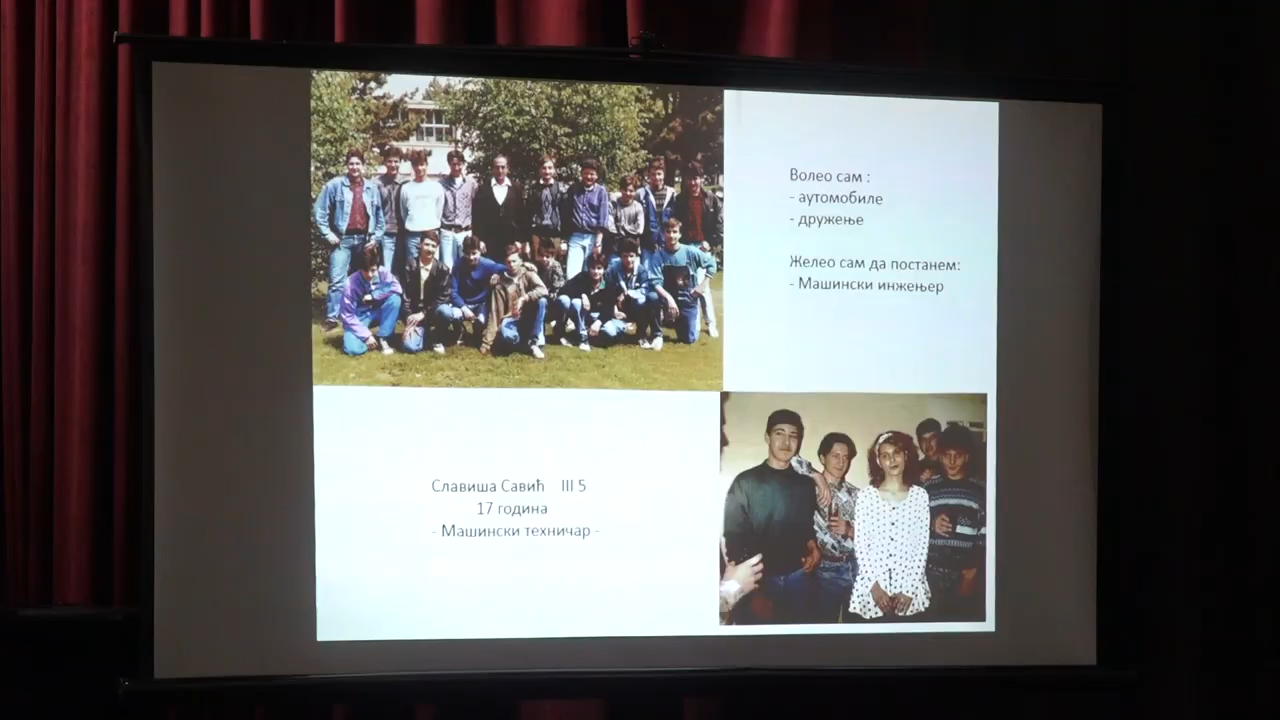 Волео сам :
- аутомобиле
- дружење
Желео сам да постанем:
- Машински инжењер
Славиша Савић III 5
17 година
- Машински техничар -